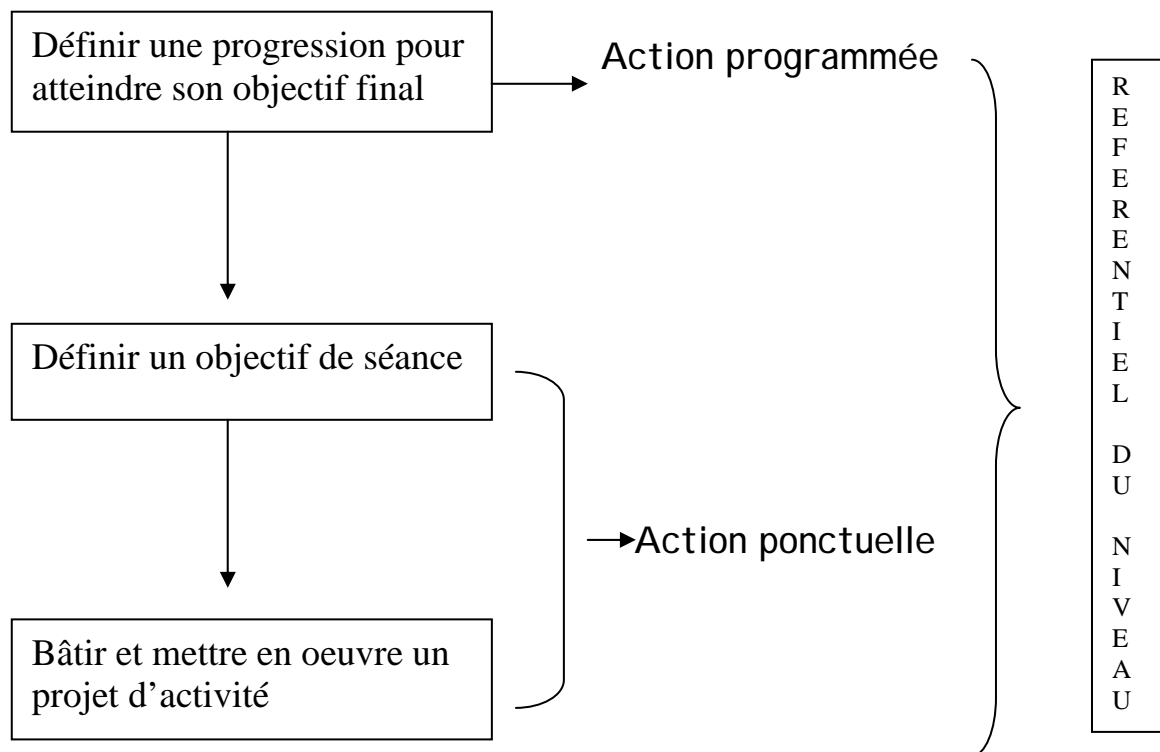 Définir une progression pour
atteindre son objectif final
Action programmée
Définir un objectif de séance
Action ponctuelle
Bâtir et mettre en oeuvre un
projet d'activité
R
E
F
E
R
E
N
T
I
E
L
D
U
N
I
V
E
A
U